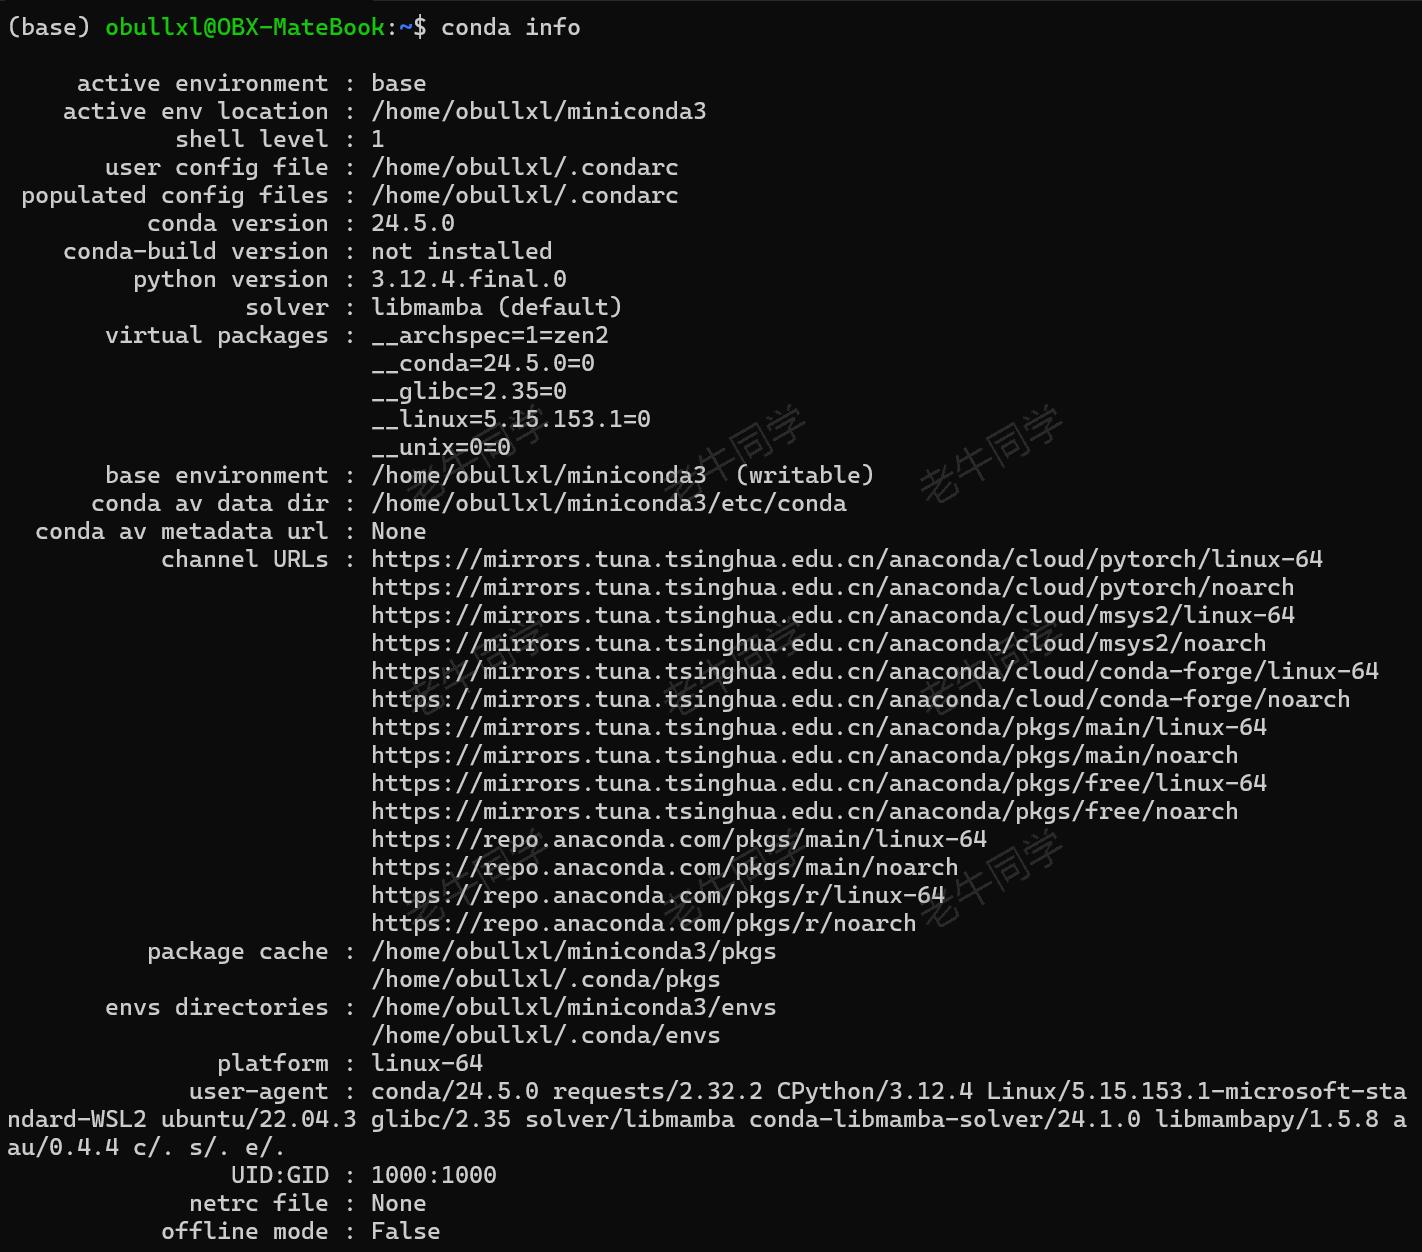 (base) obullxl@OBX-MateBook:~$ conda info
active environment : base
active env location : /home/obullxl/miniconda3
shell level : 1
user config file : /home/obullxl/.condarc
populated config files : /home/obullxl/.condarc
conda version : 24.5.0
conda-build version : not installed
python version : 3.12.4.final.0
solver : libmamba (default)
virtual packages : __archspec=1=zen2
__conda=24.5.0=0
__glibc=2.35=0
__linux=5.15.153.1=0
__unix=0=0
base environment : /home/obullxl/miniconda3  (writable)
conda av data dir : /home/obullxl/miniconda3/etc/conda
conda av metadata url : None
channel URLs : https://mirrors.tuna.tsinghua.edu.cn/anaconda/cloud/pytorch/linux-64
https://mirrors.tuna.tsinghua.edu.cn/anaconda/cloud/pytorch/noarch
https://mirrors.tuna.tsinghua.edu.cn/anaconda/cloud/msys2/linux-64
https://mirrors.tuna.tsinghua.edu.cn/anaconda/cloud/msys2/noarch
https://mirrors.tuna.tsinghua.edu.cn/anaconda/cloud/conda-forge/linux-64
https://mirrors.tuna.tsinghua.edu.cn/anaconda/cloud/conda-forge/noarch
https://mirrors.tuna.tsinghua.edu.cn/anaconda/pkgs/main/linux-64
https://mirrors.tuna.tsinghua.edu.cn/anaconda/pkgs/main/noarch
https://mirrors.tuna.tsinghua.edu.cn/anaconda/pkgs/free/linux-64
https://mirrors.tuna.tsinghua.edu.cn/anaconda/pkgs/free/noarch
https://repo.anaconda.com/pkgs/main/linux-64
https://repo.anaconda.com/pkgs/main/noarch
https://repo.anaconda.com/pkgs/r/linux-64
https://repo.anaconda.com/pkgs/r/noarch
package cache : /home/obullxl/miniconda3/pkgs
/home/obullxl/.conda/pkgs
envs directories : /home/obullxl/miniconda3/envs
/home/obullxl/.conda/envs
platform : linux-64
user-agent : conda/24.5.0 requests/2.32.2 CPython/3.12.4 Linux/5.15.153.1-microsoft-sta
ndard-WSL2 ubuntu/22.04.3 glibc/2.35 solver/libmamba conda-libmamba-solver/24.1.0 libmambapy/1.5.8 a
au/0.4.4 c/. s/. e/.
UID:GID : 1000:1000
netrc file : None
offline mode : False
老牛同学
老牛同学
老牛同学
老牛同学
老牛同学
老牛同学
老牛同学
老牛同学
老牛同学